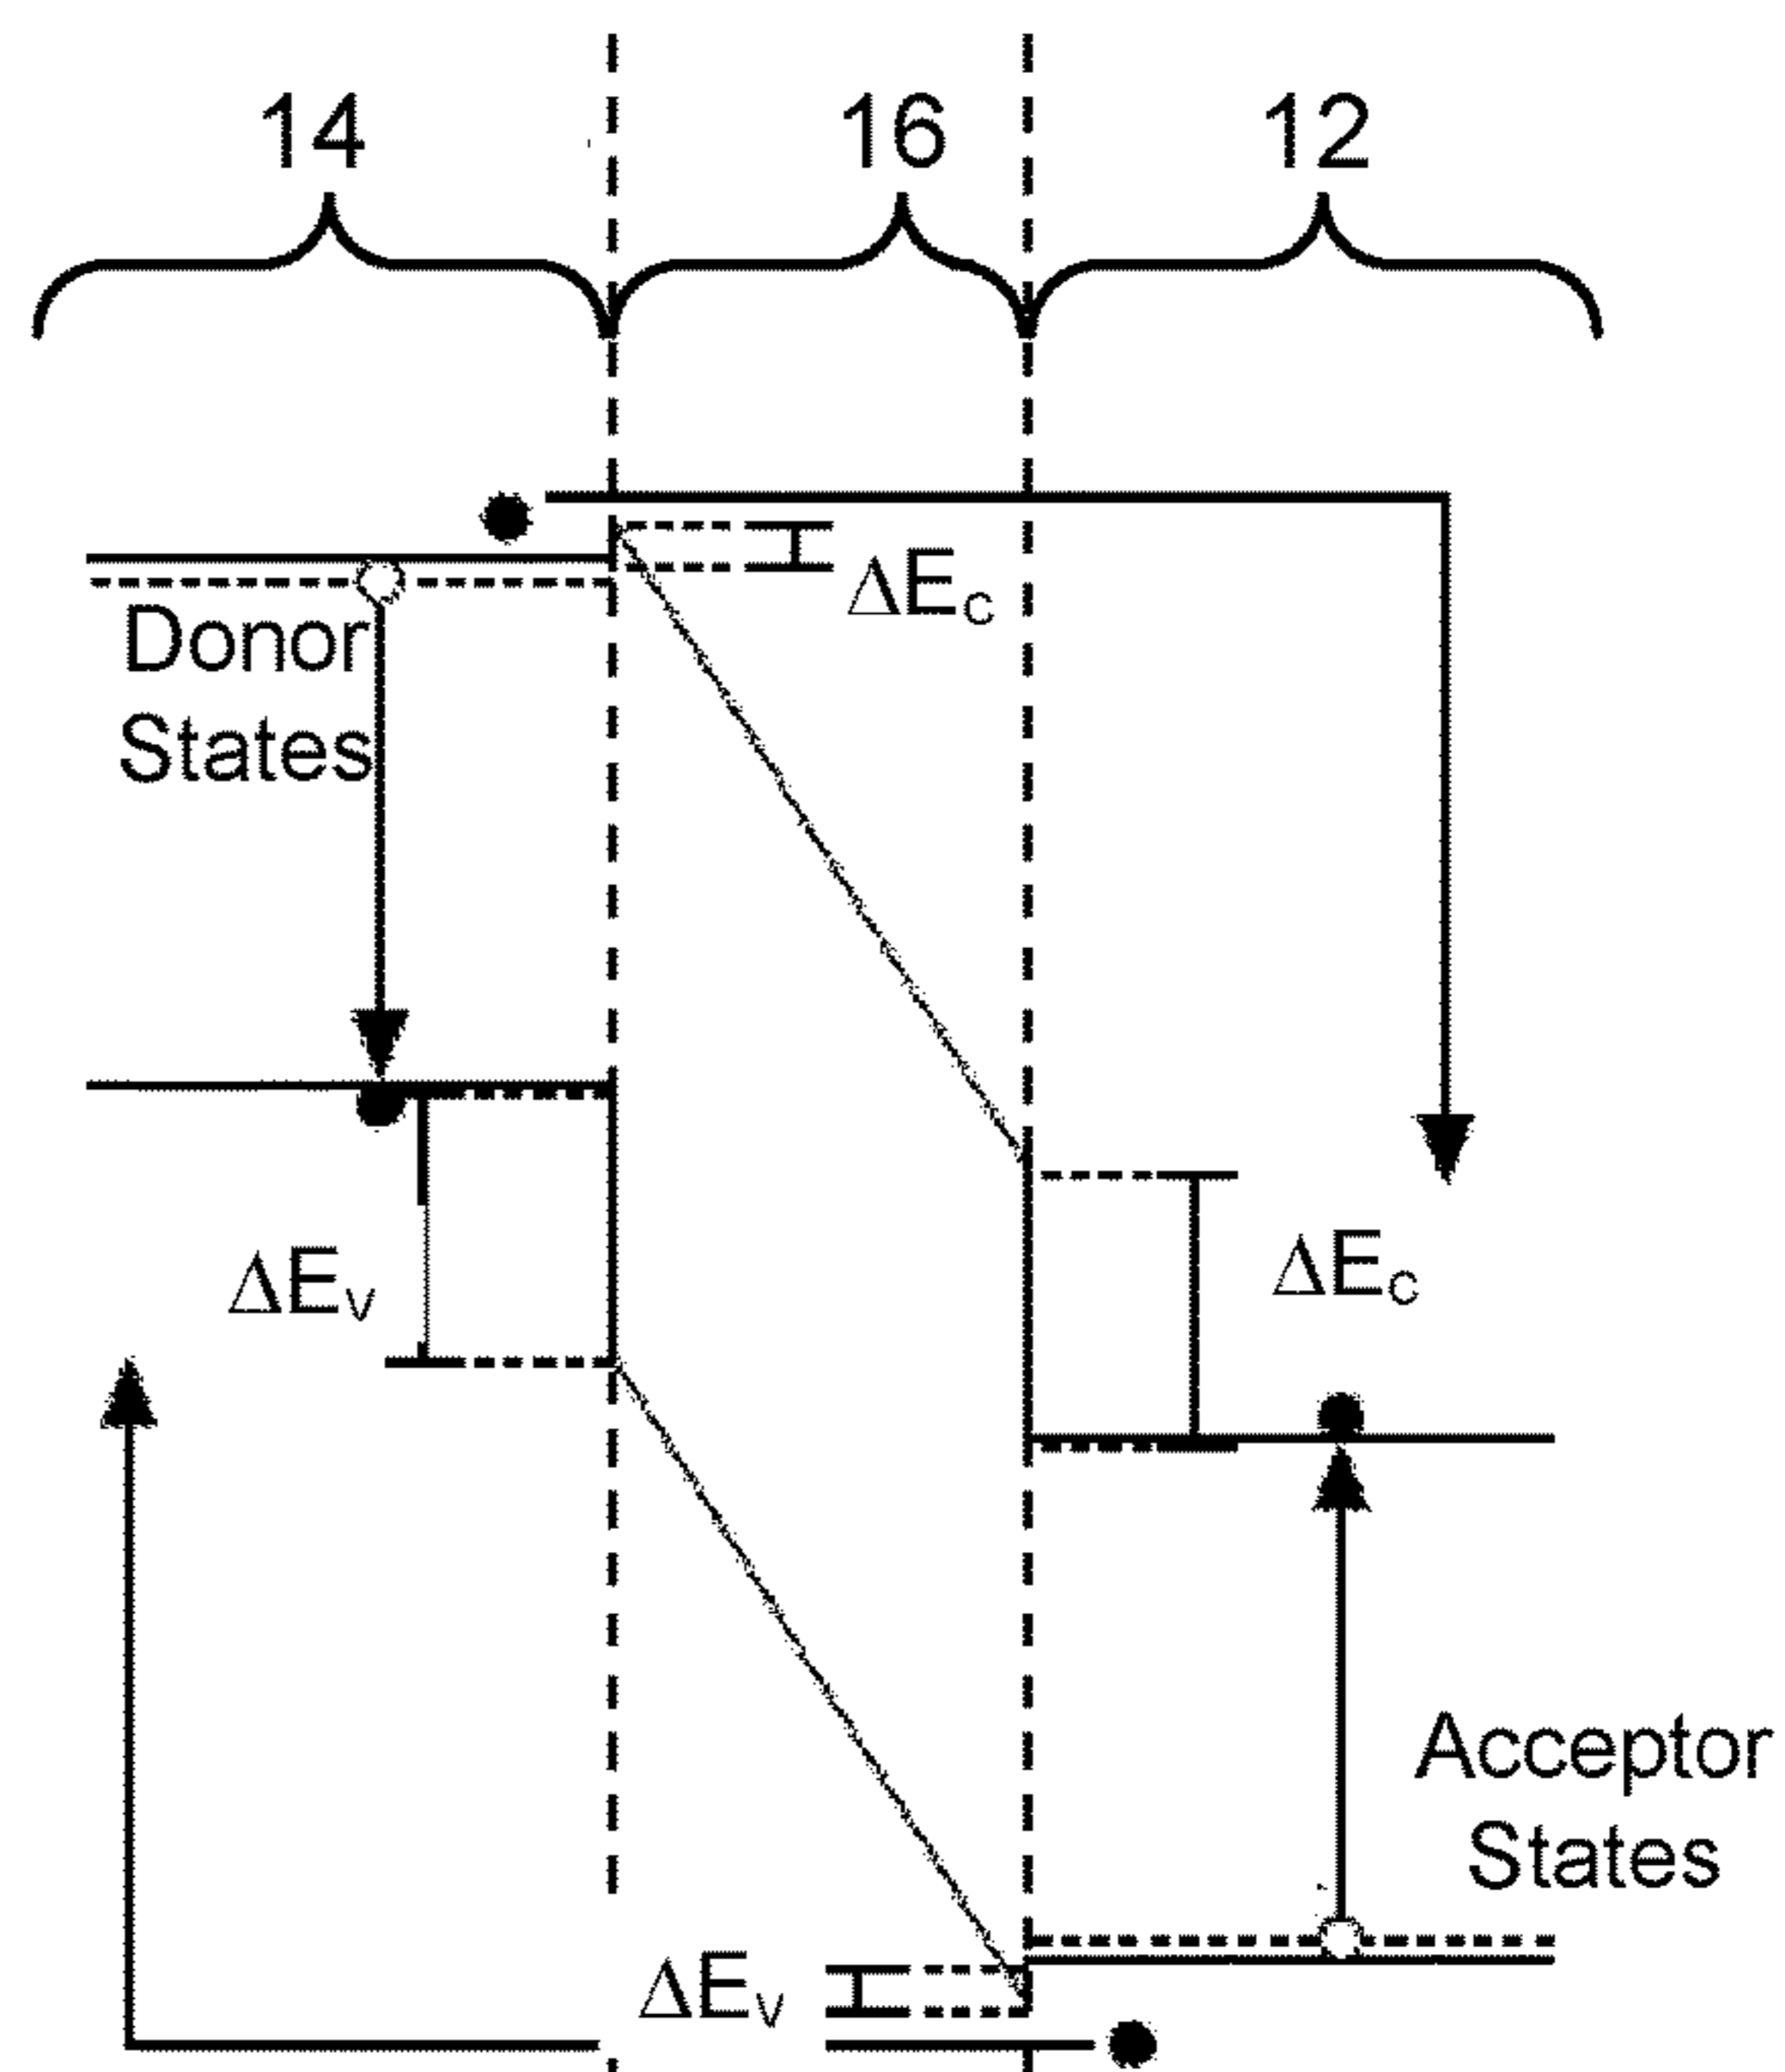 14 16 12
ΔEC
Donor
States
ΔEV
ΔEC
Acceptor
States
ΔEV